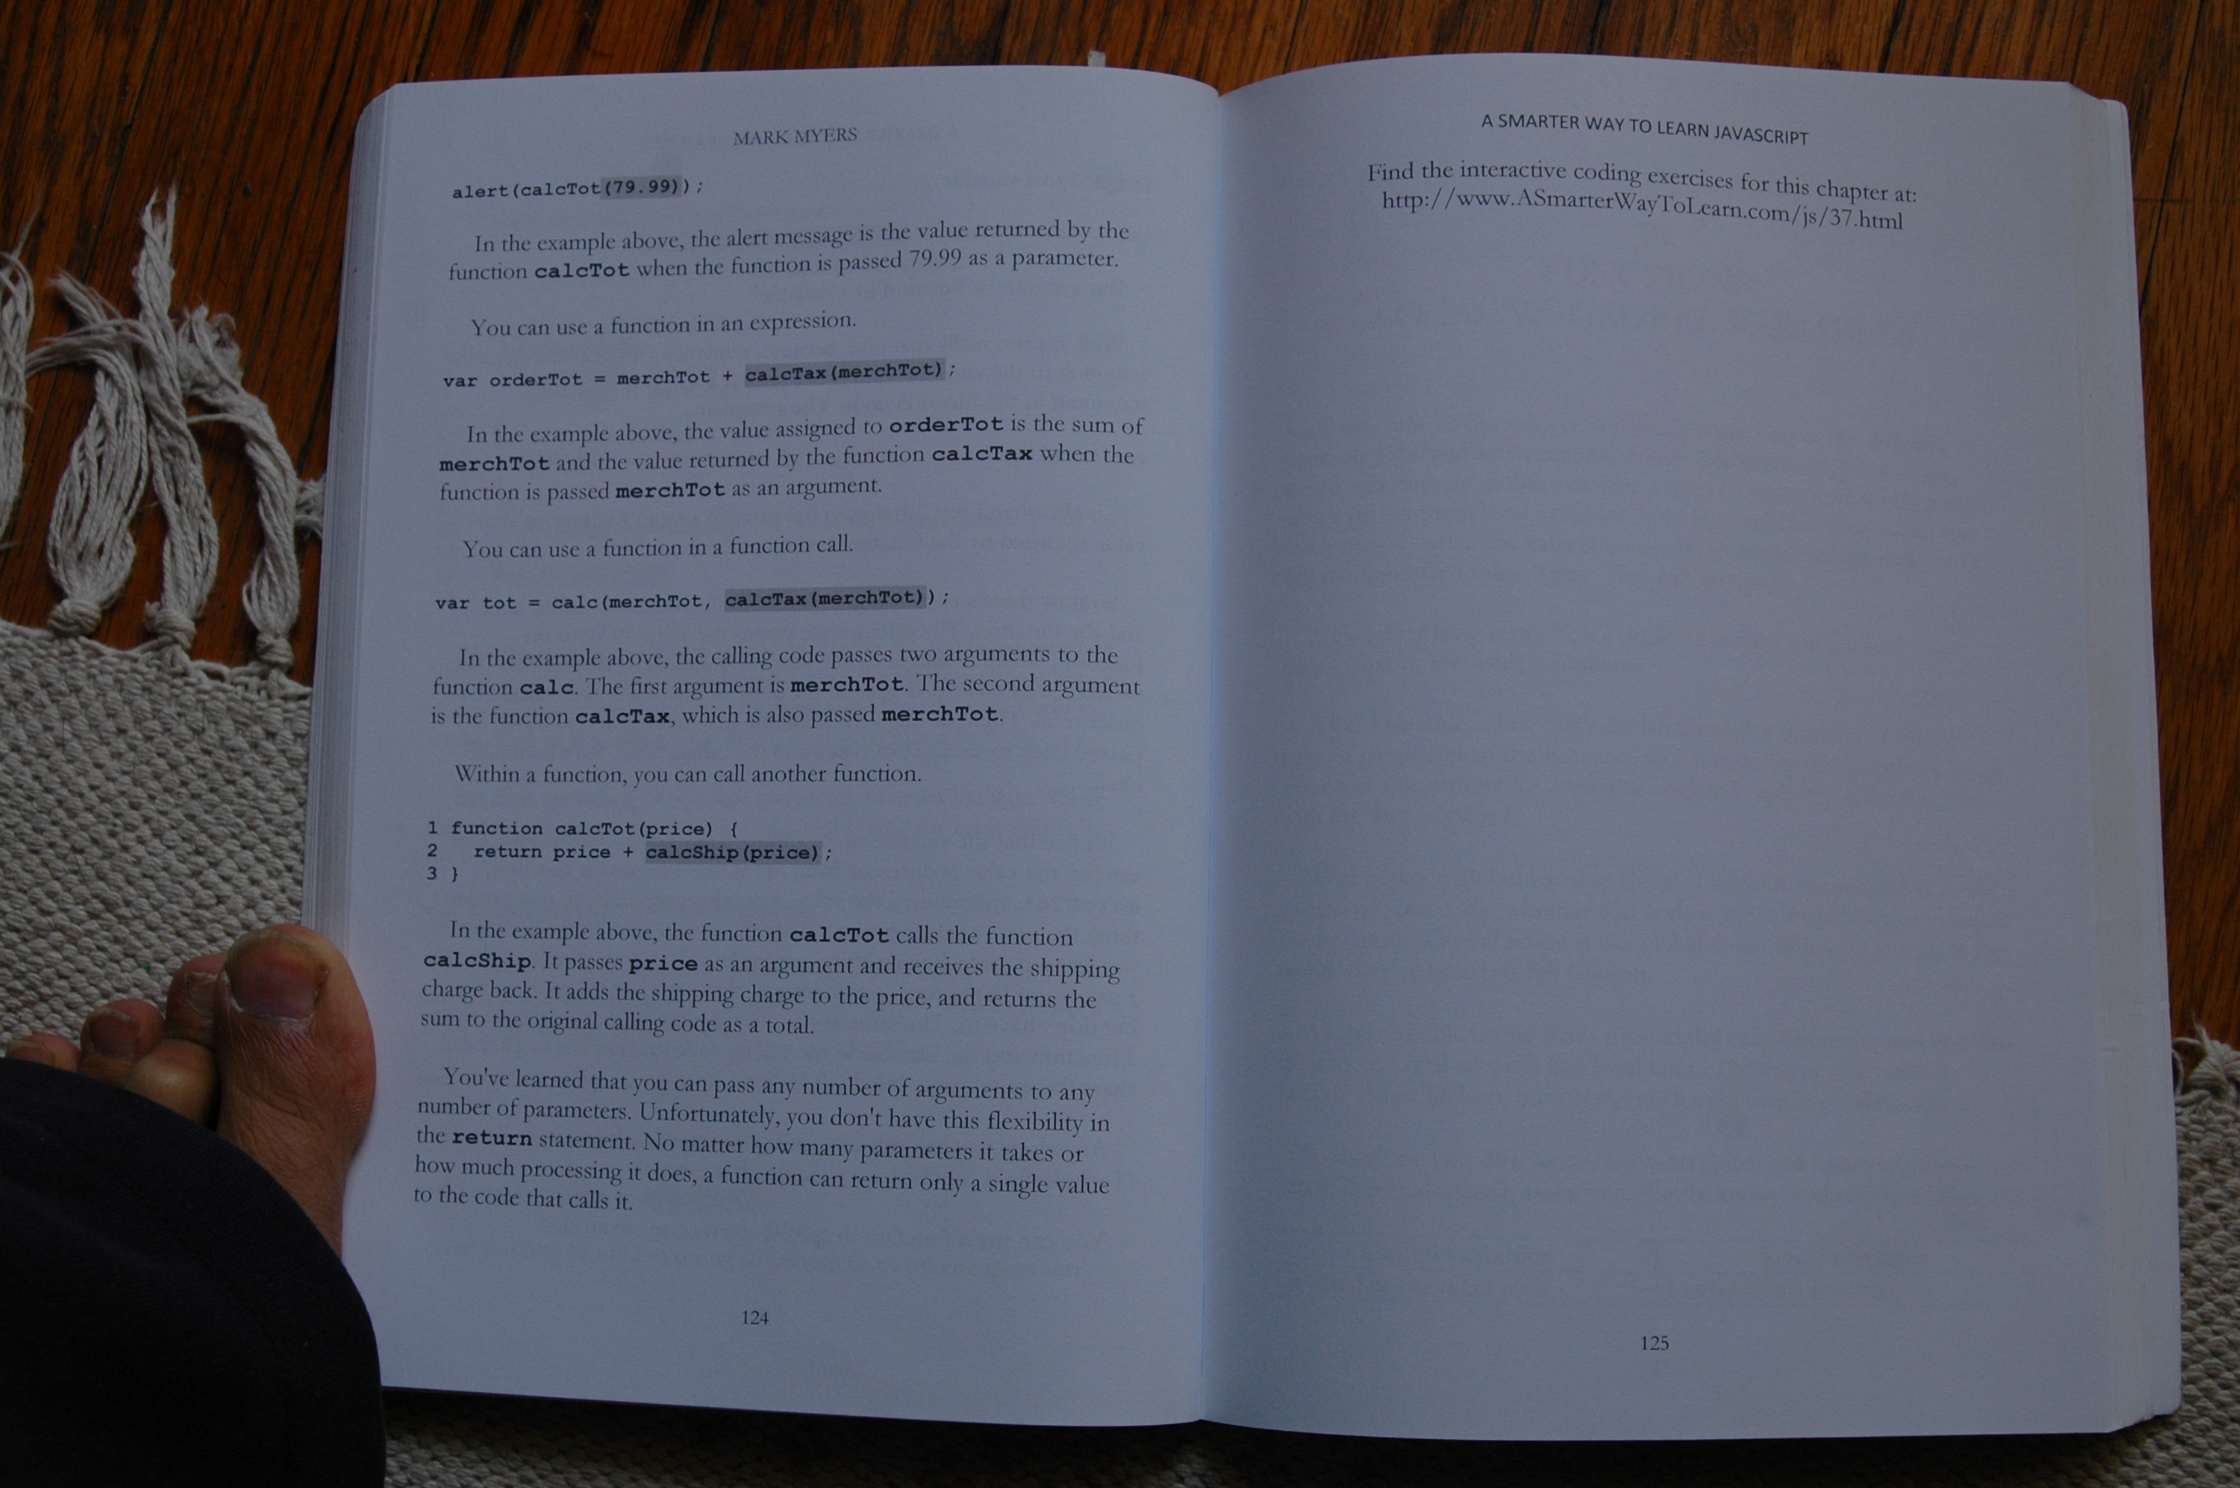 MARK MYERS
alert(calcTot(79.99));
In the example above, the alert message is the value returned by the
function calcTot when the function is passed 79.99 as a parameter.
You can use a function in an expression.
var orderTot = merchTot + calcTax(merchTot);
In the example above, the value assigned to orderTot is the sum of
merchTot and the value returned by the function calcTax when the
function is passed merchTot as an argument.
You can use a function in a function call.
var tot = calc(merchTot, calcTax(merchTot));
In the example above, the calling code passes two arguments to the
function calc. The first argument is merchTot. The second argument
is the function calcTax, which is also passed merchTot.
Within a function, you can call another function.
1 function calcTot(price) {
2 return price + calcShip(price);
3 }
In the example above, the function calcTot calls the function
calcShip. It passes price as an argument and receives the shipping
charge back. It adds the shipping charge to the price, and returns the
sum to the original calling code as a total.
You've learned that you can pass any number of arguments to any
number of parameters. Unfortunately, you don't have this flexibility in
the return statement. No matter how many parameters it takes or
how much processing it does, a function can return only a single value
to the code that calls it.
124
A SMARTER WAY TO LEARN JAVASCRIPT
Find the interactive coding exercises for this chapter at:
http://www.ASmarterWayToLearn.com/js/37.html
125